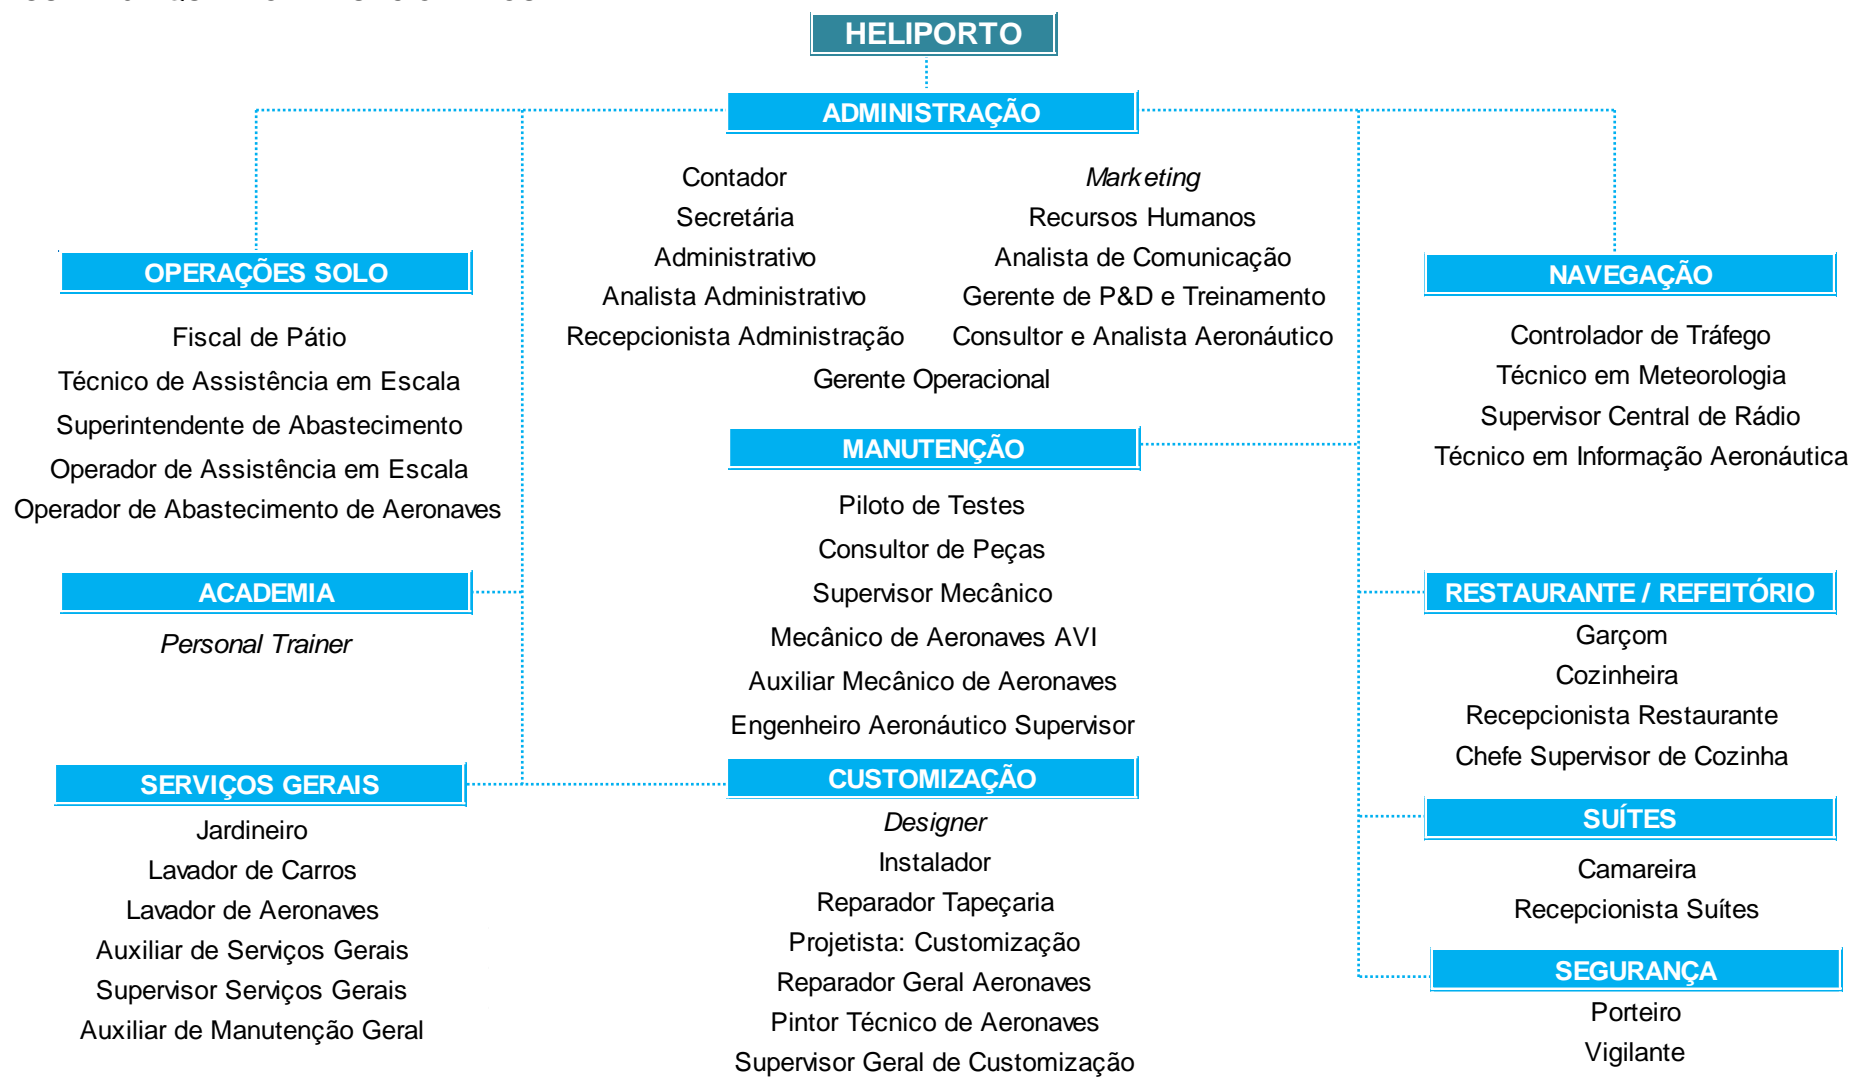 HELIPORTO
ADMINISTRAÇÃO
Contador
Secretária
Administrativo
Analista Administrativo
Recepcionista Administração
Marketing
Recursos Humanos
Analista de Comunicação
Gerente de P&D e Treinamento
Consultor e Analista Aeronáutico
Gerente Operacional
OPERAÇÕES SOLO
Fiscal de Pátio
Técnico de Assistência em Escala
Superintendente de Abastecimento
Operador de Assistência em Escala
Operador de Abastecimento de Aeronaves
ACADEMIA
Personal Trainer
SERVIÇOS GERAIS
Jardineiro
Lavador de Carros
Lavador de Aeronaves
Auxiliar de Serviços Gerais
Supervisor Serviços Gerais
Auxiliar de Manutenção Geral
MANUTENÇÃO
Piloto de Testes
Consultor de Peças
Supervisor Mecânico
Mecânico de Aeronaves AVI
Auxiliar Mecânico de Aeronaves
Engenheiro Aeronáutico Supervisor
CUSTOMIZAÇÃO
Designer
Instalador
Reparador Tapeçaria
Projetista: Customização
Reparador Geral Aeronaves
Pintor Técnico de Aeronaves
Supervisor Geral de Customização
NAVEGAÇÃO
Controlador de Tráfego
Técnico em Meteorologia
Supervisor Central de Rádio
Técnico em Informação Aeronáutica
RESTAURANTE / REFEITÓRIO
Garçom
Cozinheira
Recepcionista Restaurante
Chefe Supervisor de Cozinha
SUÍTES
Camareira
Recepcionista Suítes
SEGURANÇA
Porteiro
Vigilante